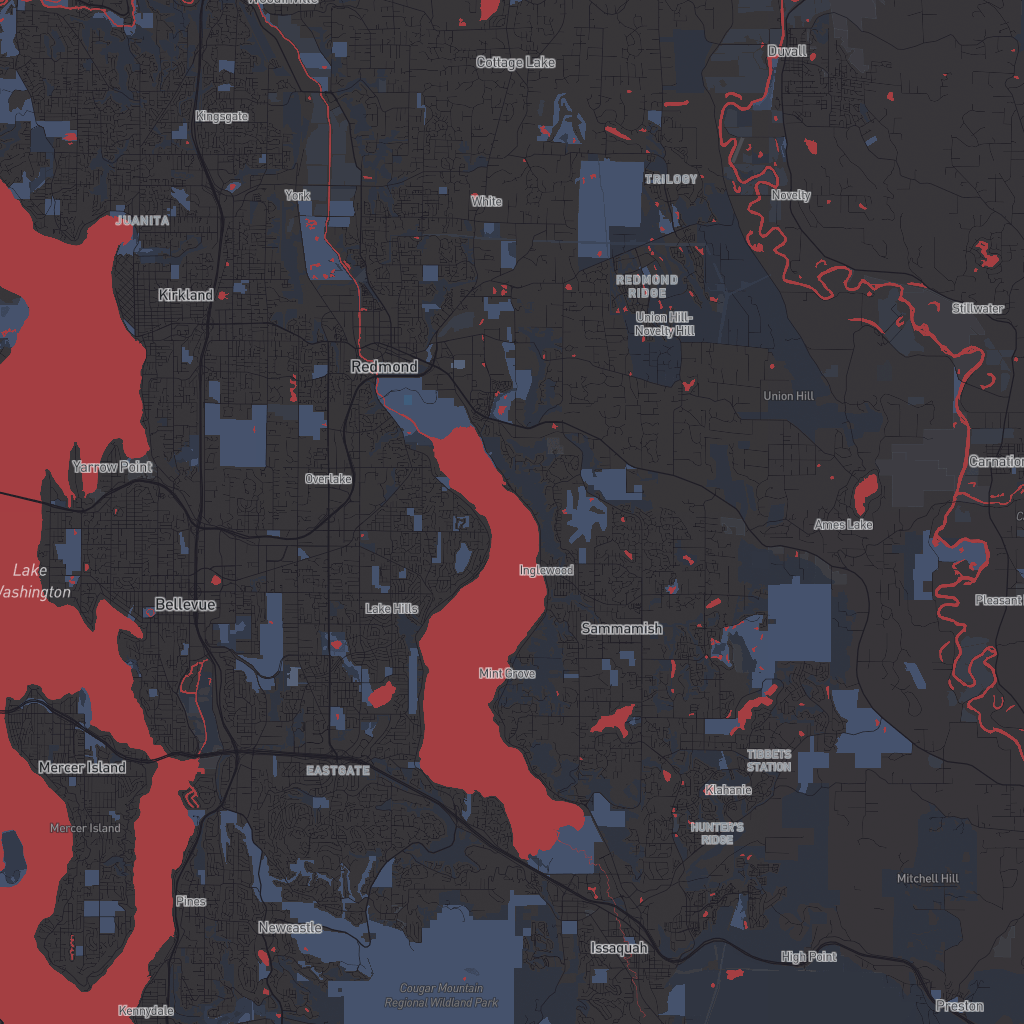 Woodinville
Duvall
Cottage Lake
Kingsgate
TRILOGY
York
White
Novelty
JUANITA
REDMOND
RIDGE
Kirkland
Stillwater
Union Hill-
Novelty Hill
Redmond
Union Hill
Yarrow Point
Carnation
Overlake
Ames Lake
Lake
Washington
Inglewood
Bellevue
Lake Hills
Pleasant
Sammamish
Mint Grove
TIBBETS
STATION
Mercer Island
EASTGATE
Klahanie
Mercer Island
HUNTER'S
RIDGE
Mitchell Hill
Pines
Newcastle
Issaquah
High Point
Cougar Mountain
Regional Wildland Park
Kennydale
Preston